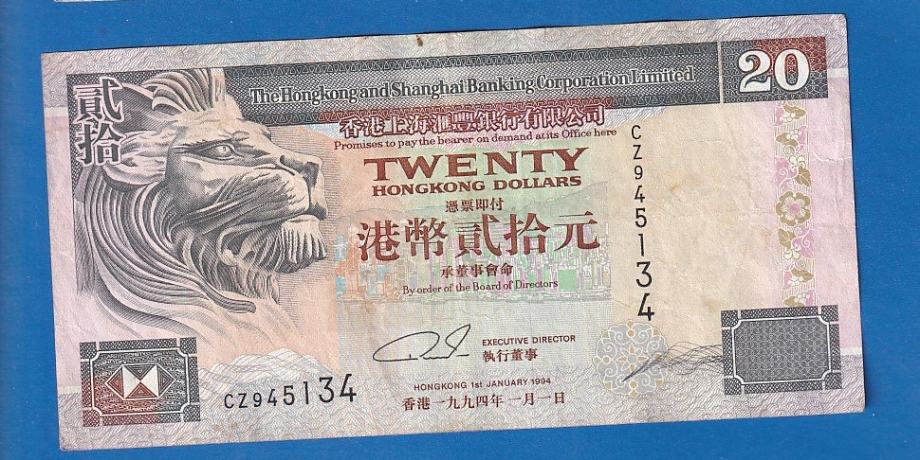 貳拾
The Hongkong and Shanghai Banking Corporation Limited
20
香港上海滙豐銀行有限公司
Promises to pay the bearer on demand at its Office here
TWENTY
HONGKONG DOLLARS
憑票即付
港幣貳拾元
承董事會命
By order of the Board of Directors
CZ945134
EXECUTIVE DIRECTOR
執行董事
CZ945134
HONGKONG 1st JANUARY 1994
香港一九九四年一月一日